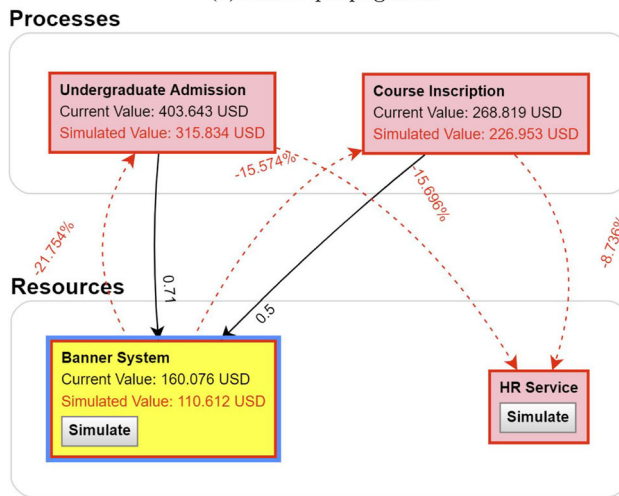 Processes
Undergraduate Admission
Current Value: 403.643 USD
Simulated Value: 315.834 USD
Course Inscription
Current Value: 268.819 USD
Simulated Value: 226.953 USD
-15.574%
-15.696%
-21.754%
-8.736%
0.71
0.5
Resources
Banner System
Current Value: 160.076 USD
Simulated Value: 110.612 USD
Simulate
HR Service
Simulate